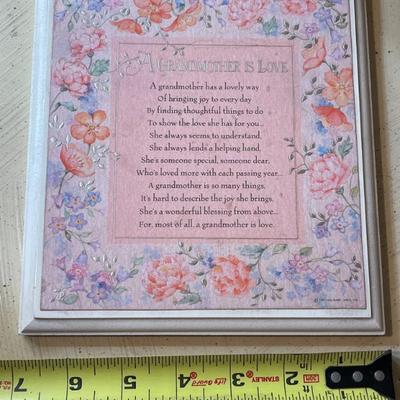 A GRANDMOTHER IS LOVE
A grandmother has a lovely way
Of bringing joy to every day
By finding thoughtful things to do
To show the love she has for you...
She always seems to understand,
She always lends a helping hand,
She's someone special, someone dear,
Who's loved more with each passing year...
A grandmother is so many things,
It's hard to describe the joy she brings,
She's a wonderful blessing from above...
For, most of all, a grandmother is love.
7 6 5 4 3 2
STANLEY